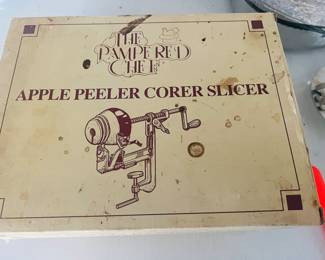 THE
PAMPERED
CHEF
APPLE PEELER CORER SLICER